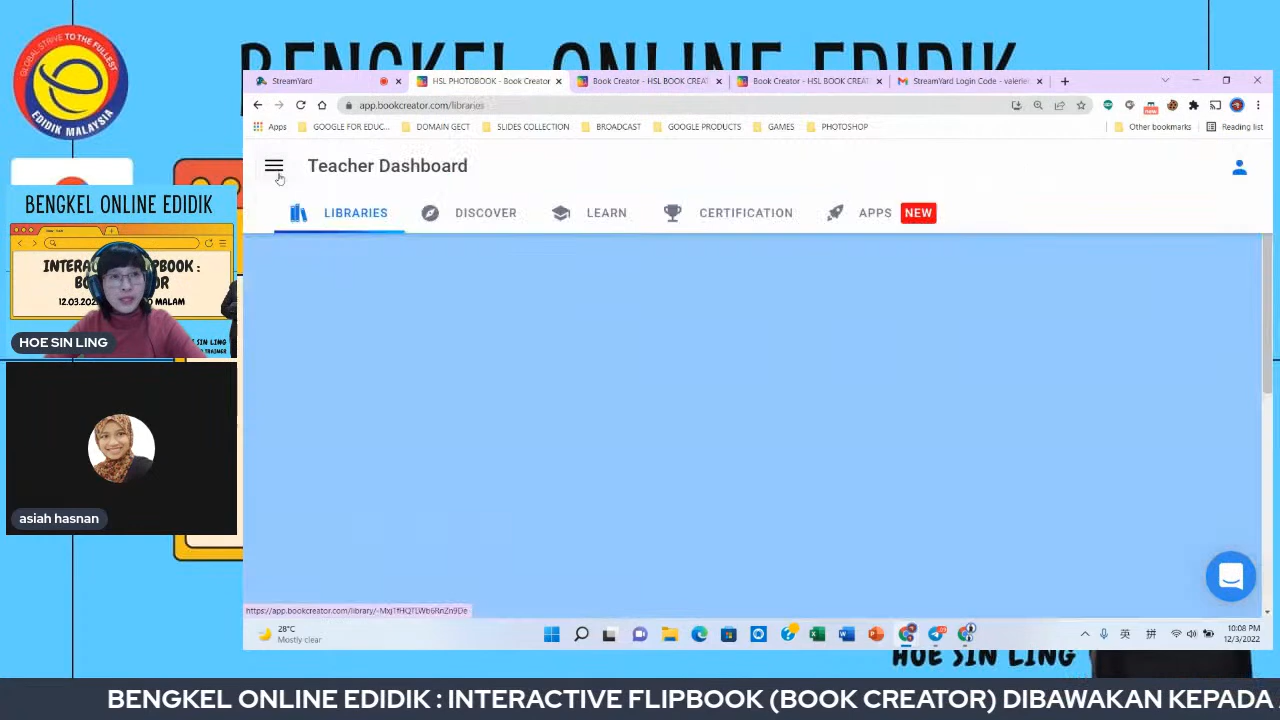 BENGKEL ONLINE EDIDIK
GLOBAL STRIVE TO THE FULLEST
EDIDIK MALAYSIA
StreamYard
HSL PHOTOBOOK - Book Creator
Book Creator - HSL BOOK CREAT
Book Creator - HSL BOOK CREAT
StreamYard Login Code - valerie
app.bookcreator.com/libraries
Apps
GOOGLE FOR EDUC...
DOMAIN GECT
SLIDES COLLECTION
BROADCAST
GOOGLE PRODUCTS
GAMES
PHOTOSHOP
Other bookmarks
Reading list
Teacher Dashboard
LIBRARIES
DISCOVER
LEARN
CERTIFICATION
APPS NEW
BENGKEL ONLINE EDIDIK
HOE SIN LING
asiah hasnan
28°C
Mostly clear
英
拼
10:08 PM
12/3/2022
HOE SIN LING
BENGKEL ONLINE EDIDIK : INTERACTIVE FLIPBOOK (BOOK CREATOR) DIBAWAKAN KEPADA